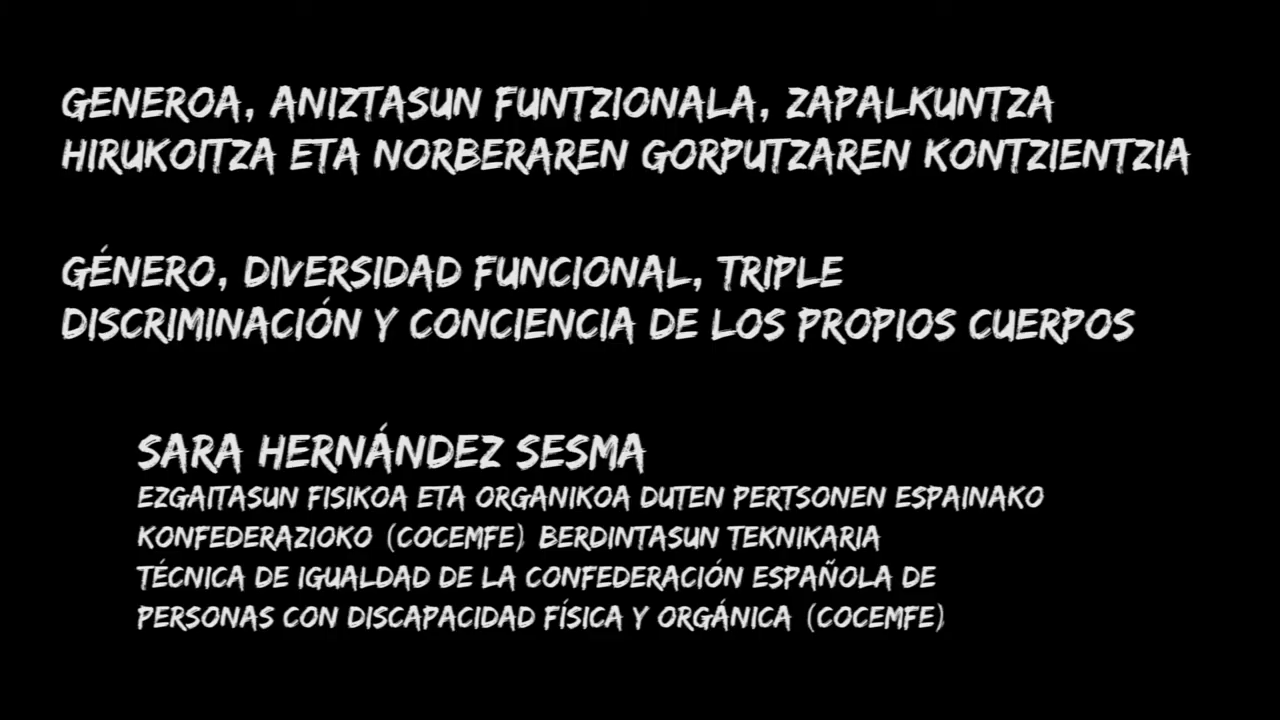 GENEROA, ANIZTASUN FUNTZIONALA, ZAPALKUNTZA
HIRUKOITZA ETA NORBERAREN GORPUTZAREN KONTZIENTZIA
GÉNERO, DIVERSIDAD FUNCIONAL, TRIPLE
DISCRIMINACIÓN Y CONCIENCIA DE LOS PROPIOS CUERPOS
SARA HERNÁNDEZ SESMA
EZGAITASUN FISIKOA ETA ORGANIKOA DUTEN PERTSONEN ESPAINAKO
KONFEDERAZIOKO (COCEMFE) BERDINTASUN TEKNIKARIA
TÉCNICA DE IGUALDAD DE LA CONFEDERACIÓN ESPAÑOLA DE
PERSONAS CON DISCAPACIDAD FÍSICA Y ORGÁNICA (COCEMFE)